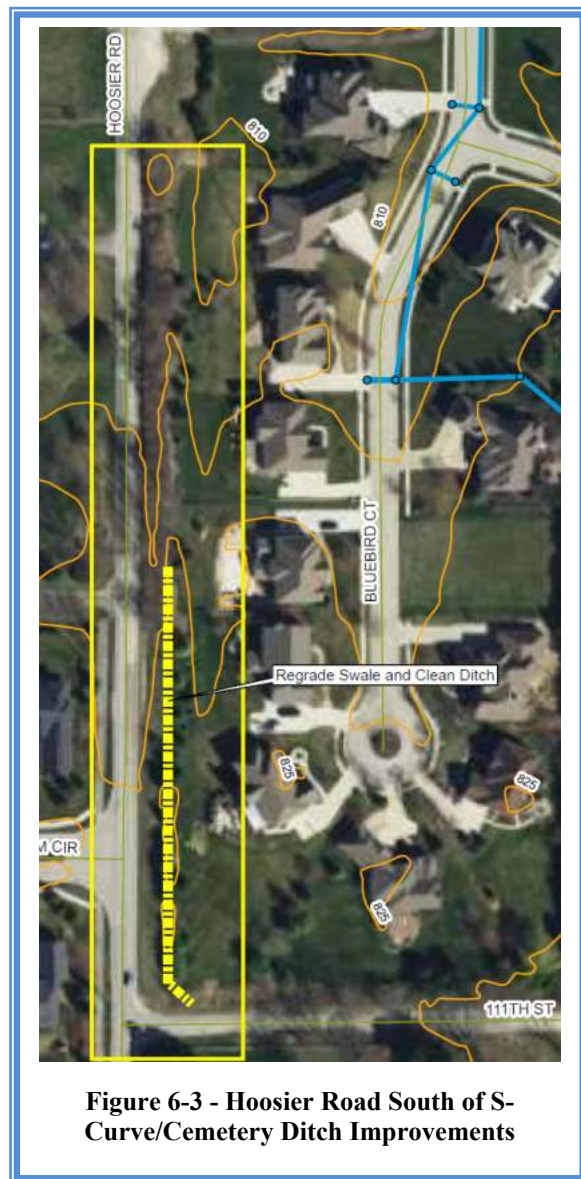 HOOSIER RD
810
810
BLUEBIRD CT
Regrade Swale and Clean Ditch
825
825
M CIR
825
111TH ST
Figure 6-3 - Hoosier Road South of S-
Curve/Cemetery Ditch Improvements